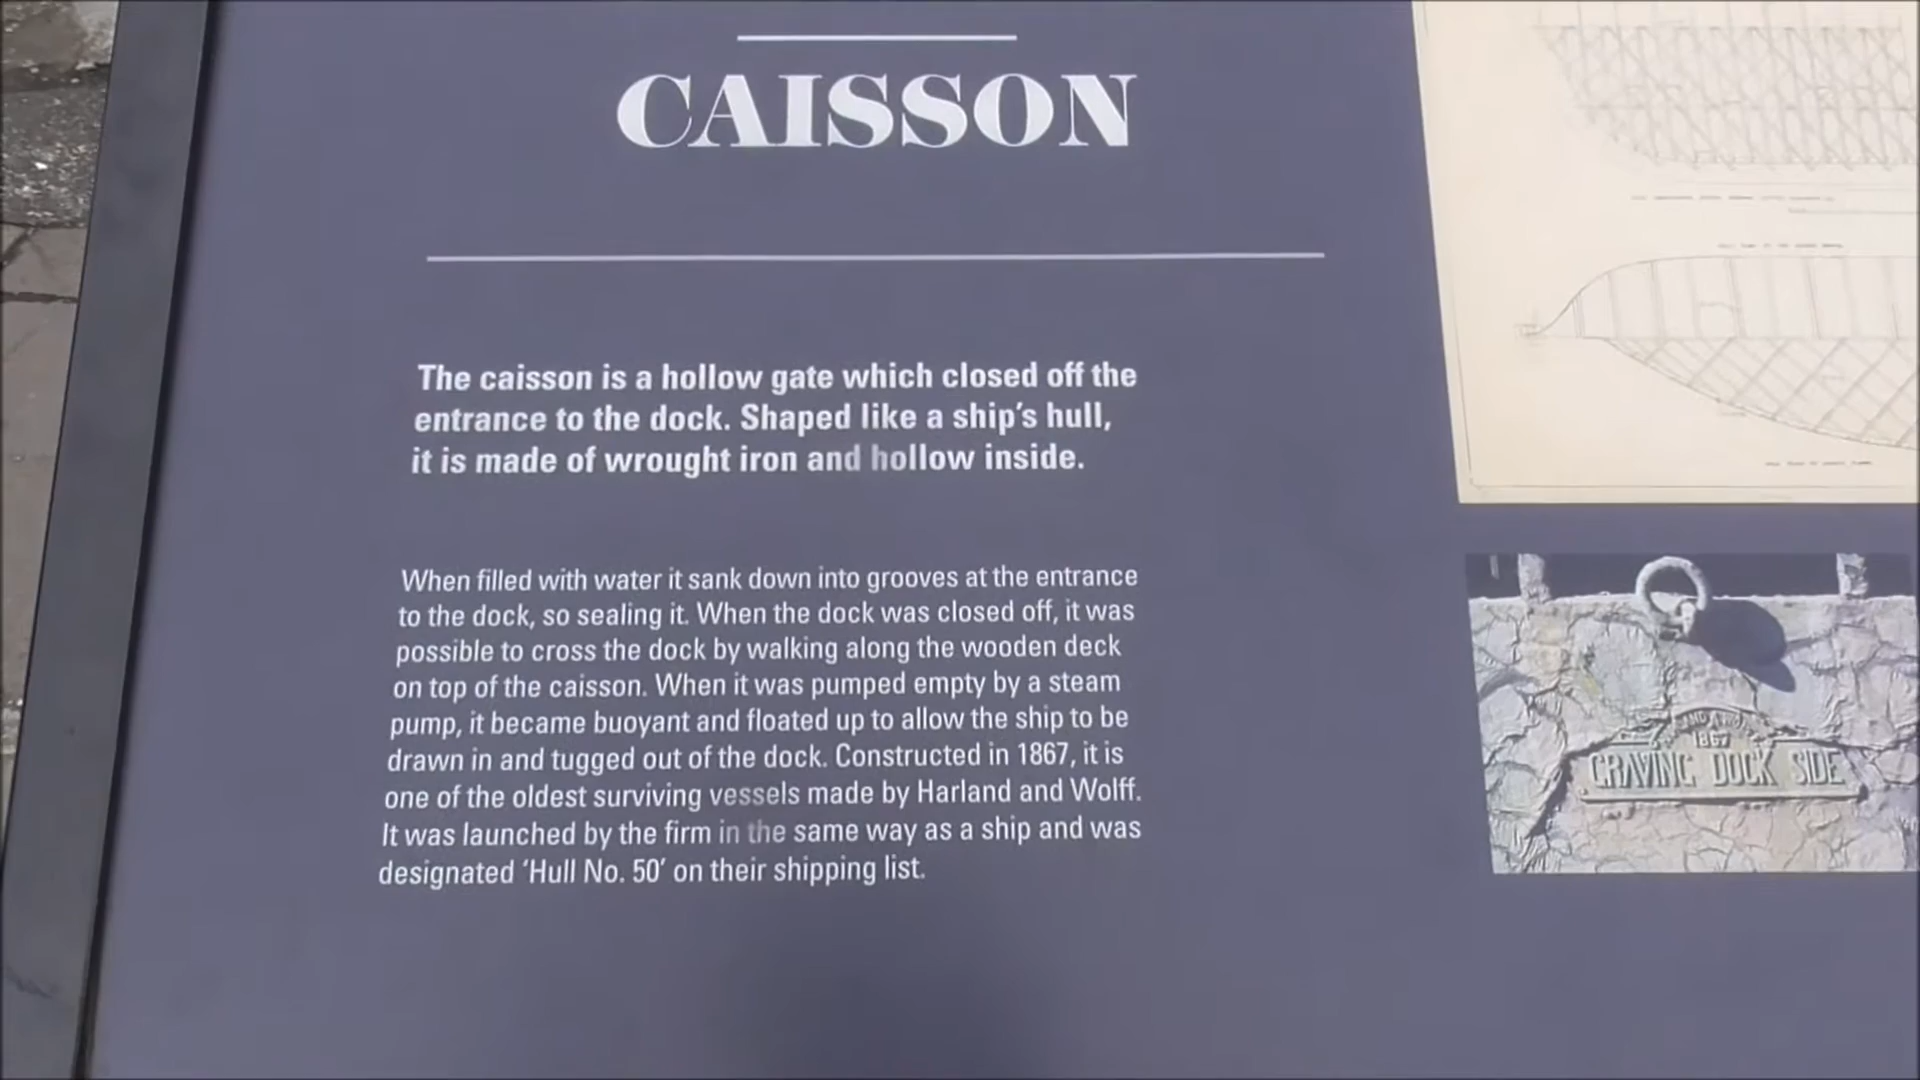 CAISSON
The caisson is a hollow gate which closed off the
entrance to the dock. Shaped like a ship's hull,
it is made of wrought iron and hollow inside.
When filled with water it sank down into grooves at the entrance
to the dock, so sealing it. When the dock was closed off, it was
possible to cross the dock by walking along the wooden deck
on top of the caisson. When it was pumped empty by a steam
pump, it became buoyant and floated up to allow the ship to be
drawn in and tugged out of the dock. Constructed in 1867, it is
one of the oldest surviving vessels made by Harland and Wolff.
It was launched by the firm in the same way as a ship and was
designated ‘Hull No. 50’ on their shipping list.
1867
GRAVING DOCK SIDE